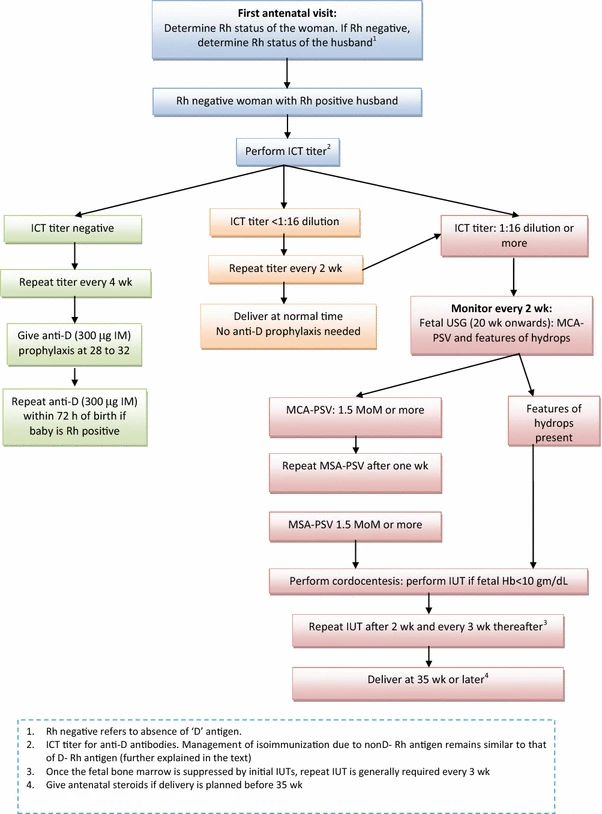 First antenatal visit:
Determine Rh status of the woman. If Rh negative,
determine Rh status of the husband1
Rh negative woman with Rh positive husband
Perform ICT titer2
ICT titer negative
Repeat titer every 4 wk
Give anti-D (300 µg IM)
prophylaxis at 28 to 32
Repeat anti-D (300 µg IM)
within 72 h of birth if
baby is Rh positive
ICT titer <1:16 dilution
Repeat titer every 2 wk
Deliver at normal time
No anti-D prophylaxis needed
ICT titer: 1:16 dilution or
more
Monitor every 2 wk:
Fetal USG (20 wk onwards): MCA-
PSV and features of hydrops
MCA-PSV: 1.5 MoM or more
Repeat MSA-PSV after one wk
MSA-PSV 1.5 MoM or more
Features of
hydrops
present
Perform cordocentesis: perform IUT if fetal Hb<10 gm/dL
Repeat IUT after 2 wk and every 3 wk thereafter3
Deliver at 35 wk or later4
1. Rh negative refers to absence of ‘D’ antigen.
2. ICT titer for anti-D antibodies. Management of isoimmunization due to nonD- Rh antigen remains similar to that
of D- Rh antigen (further explained in the text)
3. Once the fetal bone marrow is suppressed by initial IUTs, repeat IUT is generally required every 3 wk
4. Give antenatal steroids if delivery is planned before 35 wk